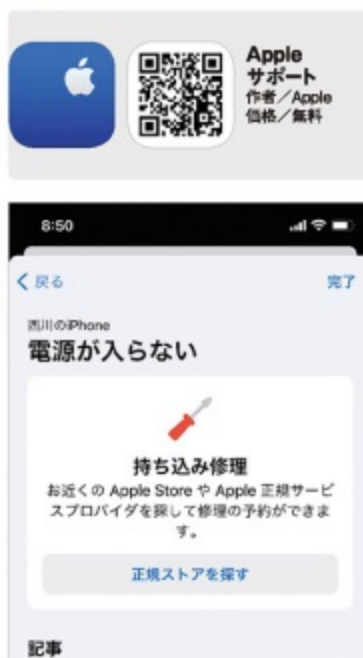 Apple
サポート
作者／Apple
価格／無料
8:50
戻る
完了
西川のiPhone
電源が入らない
持ち込み修理
お近くの Apple Store や Apple 正規サービ
スプロバイダを探して修理の予約ができま
す。
正規ストアを探す
記事